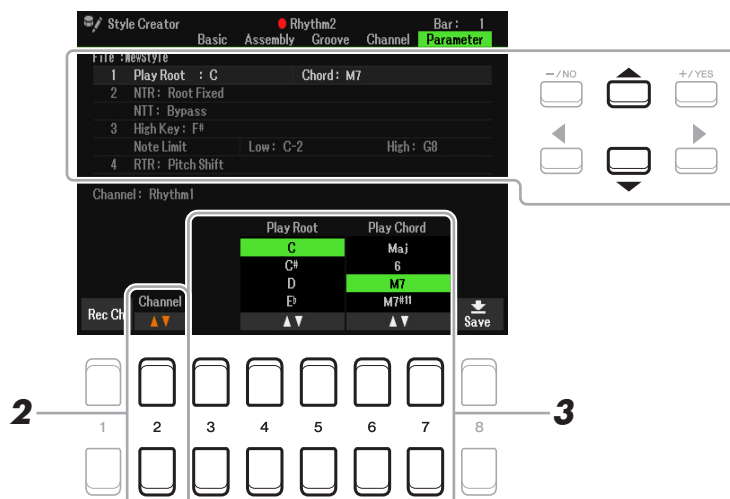 Style Creator Rhythm2 Bar: 1
Basic Assembly Groove Channel Parameter
File :NewStyle
1 Play Root : C Chord: M7
2 NTR: Root Fixed
NTT: Bypass
3 High Key: F#
Note Limit Low: C-2 High: G8
4 RTR: Pitch Shift
Channel: Rhythm1
Play Root Play Chord
C Maj
C# 6
D M7
E♭ M7#11
Rec Ch Channel Save
−/NO +/YES
2 3
1 2 3 4 5 6 7 8